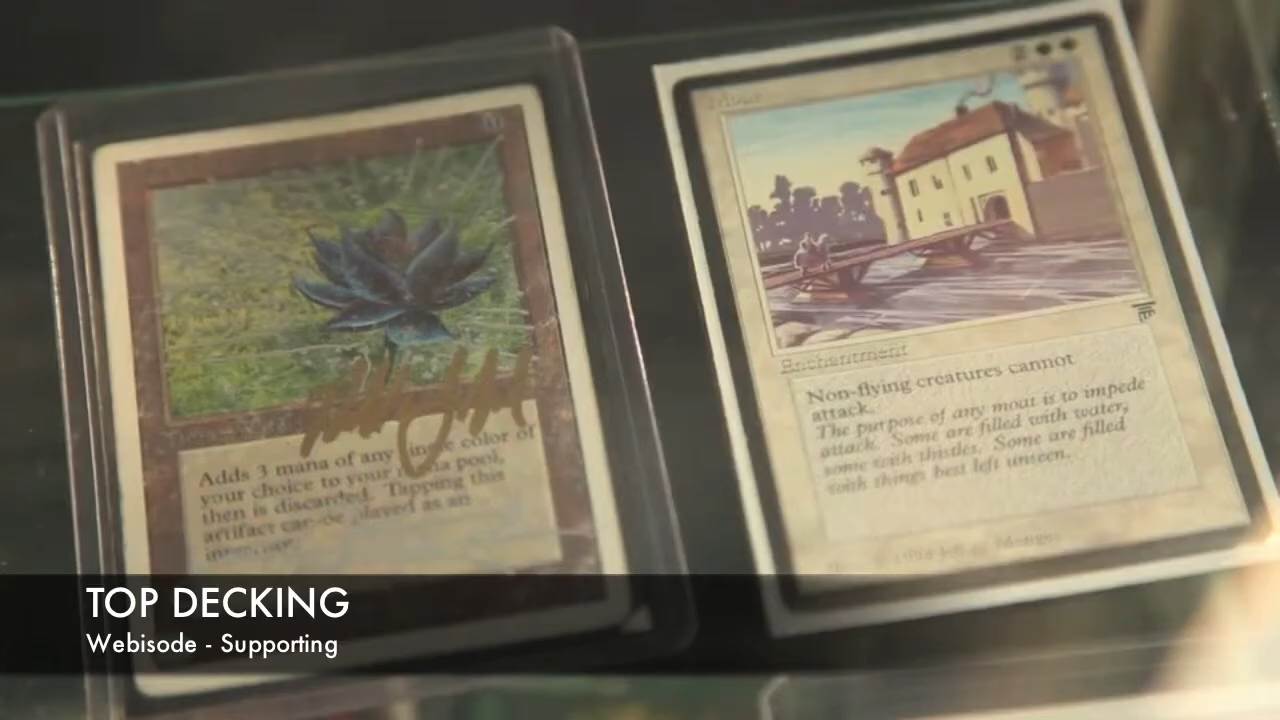 Adds 3 mana of any single color of
your choice to your mana pool,
then is discarded. Tapping this
artifact can be played as an
interrupt.
Enchantment
Non-flying creatures cannot
attack.
The purpose of any moat is to impede
attack. Some are filled with water,
some with thistles. Some are filled
with things best left unseen.
TOP DECKING
Webisode - Supporting